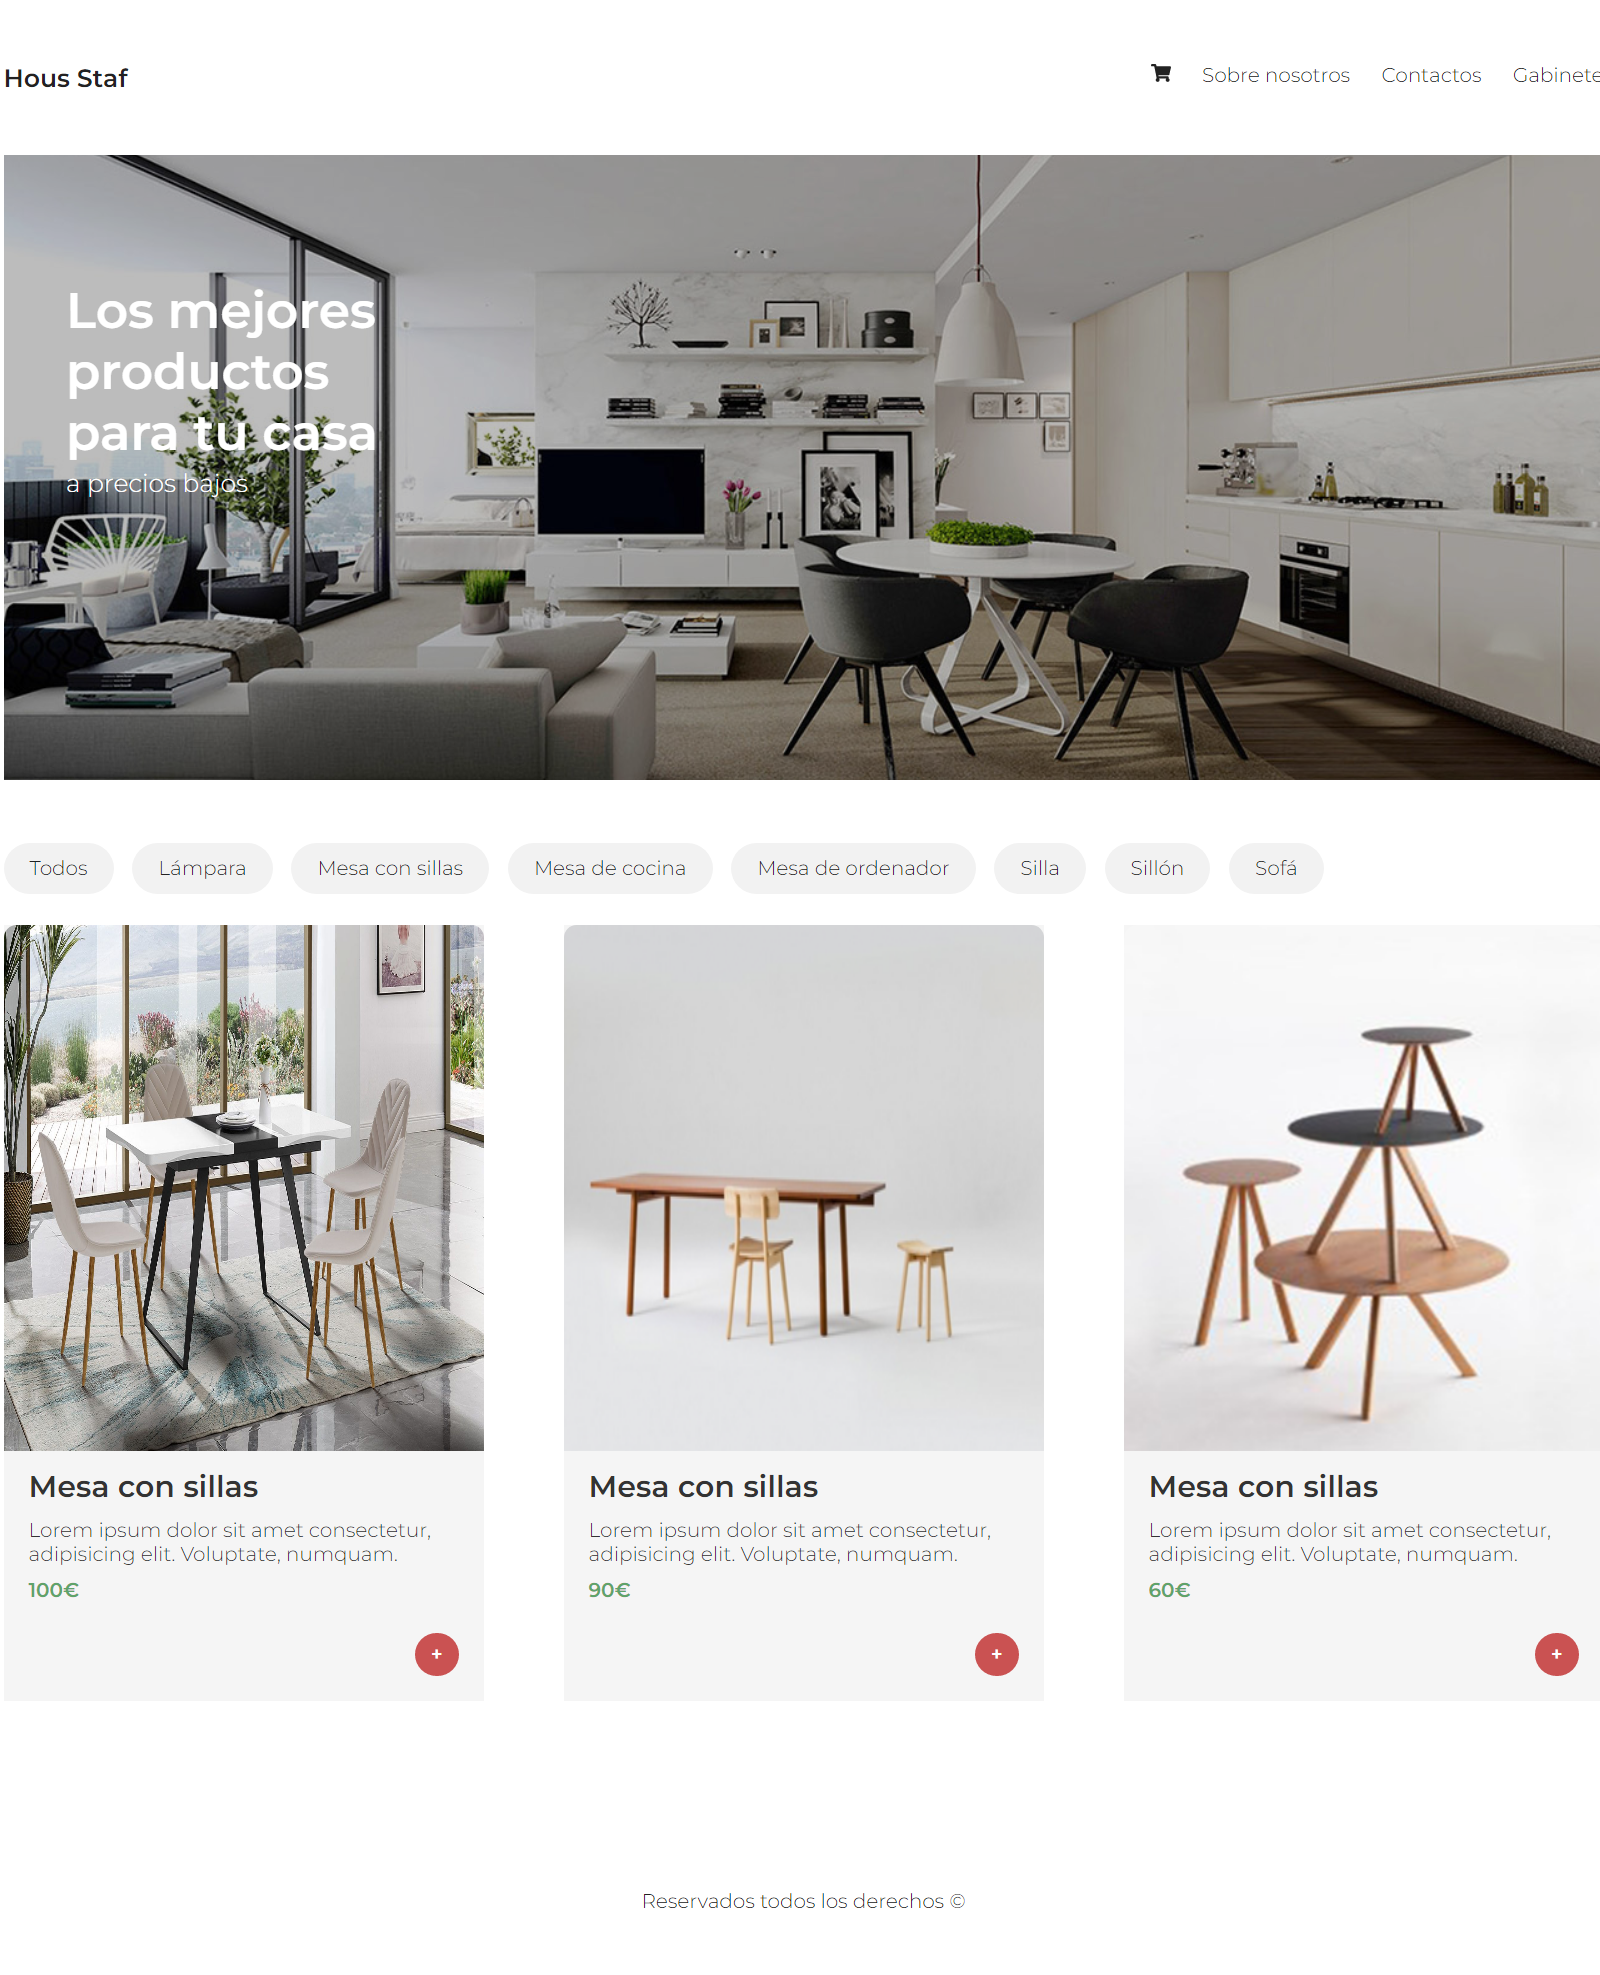 Hous Staf
Sobre nosotros
Contactos
Gabinete
Los mejores
productos
para tu casa
a precios bajos
Todos
Lámpara
Mesa con sillas
Mesa de cocina
Mesa de ordenador
Silla
Sillón
Sofá
Mesa con sillas
Lorem ipsum dolor sit amet consectetur,
adipisicing elit. Voluptate, numquam.
100€
+
Mesa con sillas
Lorem ipsum dolor sit amet consectetur,
adipisicing elit. Voluptate, numquam.
90€
+
Mesa con sillas
Lorem ipsum dolor sit amet consectetur,
adipisicing elit. Voluptate, numquam.
60€
+
Reservados todos los derechos ©